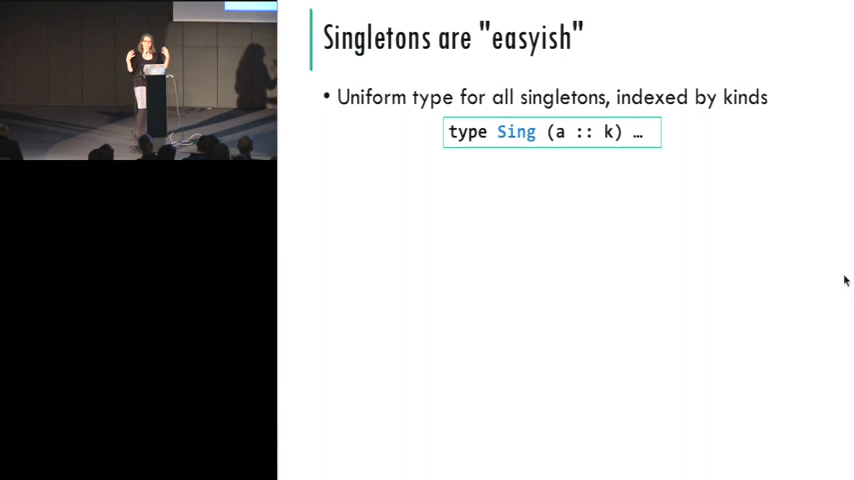 Singletons are "easyish"
• Uniform type for all singletons, indexed by kinds
type Sing (a :: k) …